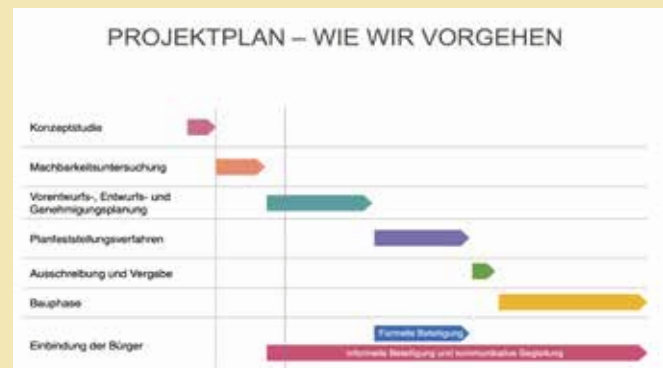 PROJEKTPLAN – WIE WIR VORGEHEN
Konzeptstudie
Machbarkeitsuntersuchung
Vorentwurfs-, Entwurfs- und
Genehmigungsplanung
Planfeststellungsverfahren
Ausschreibung und Vergabe
Bauphase
Einbindung der Bürger
Formelle Beteiligung
Informelle Beteiligung und kommunikative Begleitung